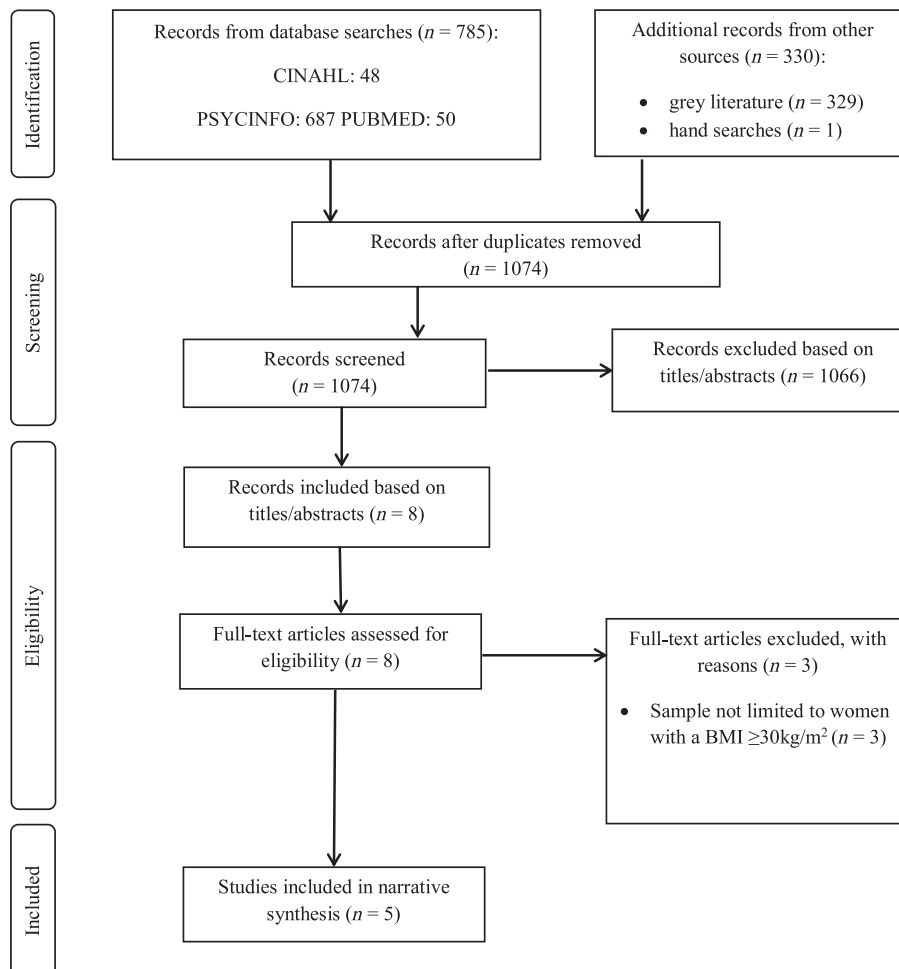 Identification
Records from database searches (n = 785):
CINAHL: 48
PSYCINFO: 687 PUBMED: 50
Additional records from other
sources (n = 330):
• grey literature (n = 329)
• hand searches (n = 1)
Screening
Records after duplicates removed
(n = 1074)
Records screened
(n = 1074)
Records excluded based on
titles/abstracts (n = 1066)
Eligibility
Records included based on
titles/abstracts (n = 8)
Full-text articles assessed for
eligibility (n = 8)
Full-text articles excluded, with
reasons (n = 3)
• Sample not limited to women
with a BMI ≥30kg/m² (n = 3)
Included
Studies included in narrative
synthesis (n = 5)